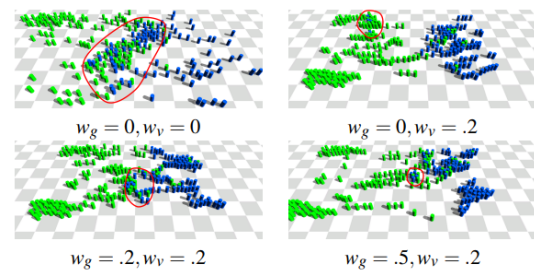 w_g = 0, w_v = 0
w_g = 0, w_v = .2
w_g = .2, w_v = .2
w_g = .5, w_v = .2